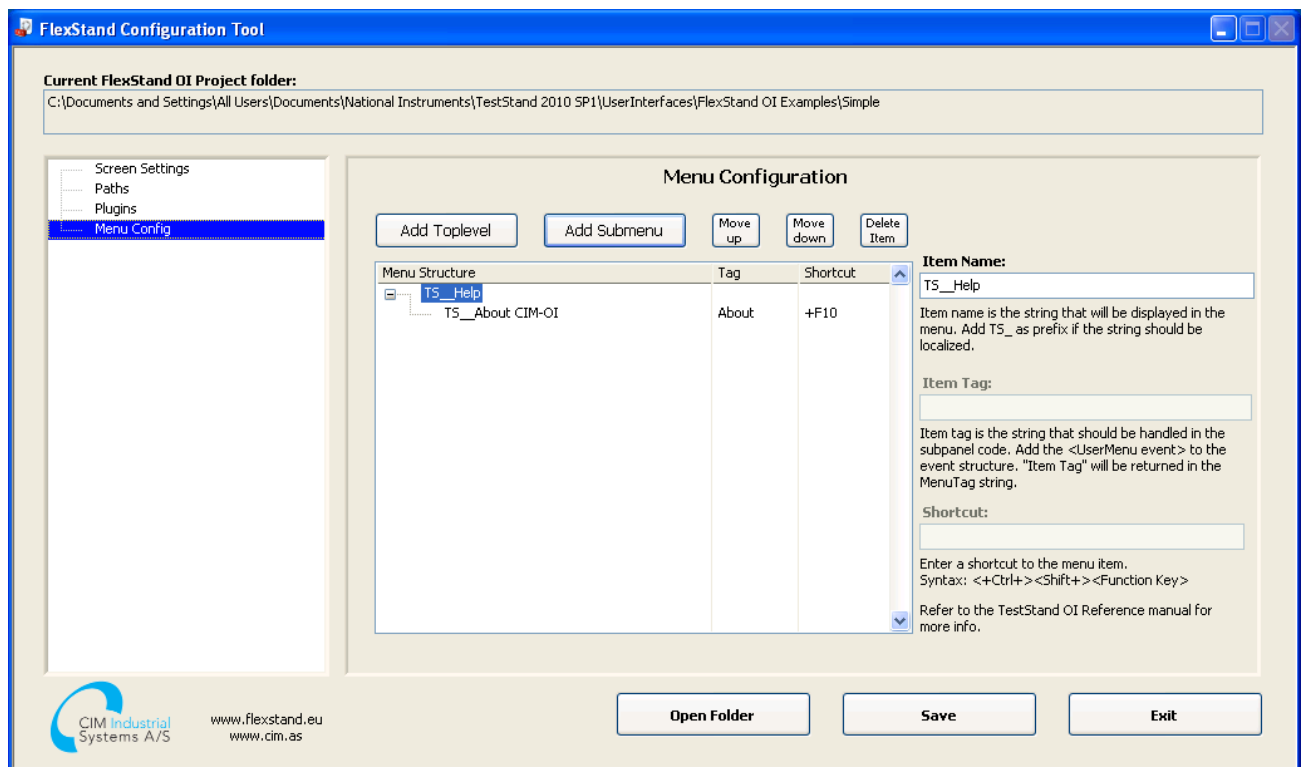 FlexStand Configuration Tool
Current FlexStand OI Project folder:
C:\Documents and Settings\All Users\Documents\National Instruments\TestStand 2010 SP1\UserInterfaces\FlexStand OI Examples\Simple
Screen Settings
Paths
Plugins
Menu Config
Menu Configuration
Add Toplevel
Add Submenu
Move
up
Move
down
Delete
Item
Menu Structure Tag Shortcut
TS__Help
TS__About CIM-OI About +F10
Item Name:
TS__Help
Item name is the string that will be displayed in the
menu. Add TS_ as prefix if the string should be
localized.
Item Tag:
Item tag is the string that should be handled in the
subpanel code. Add the <UserMenu event> to the
event structure. "Item Tag" will be returned in the
MenuTag string.
Shortcut:
Enter a shortcut to the menu item.
Syntax: <+Ctrl+><Shift+><Function Key>
Refer to the TestStand OI Reference manual for
more info.
CIM Industrial
Systems A/S
www.flexstand.eu
www.cim.as
Open Folder
Save
Exit